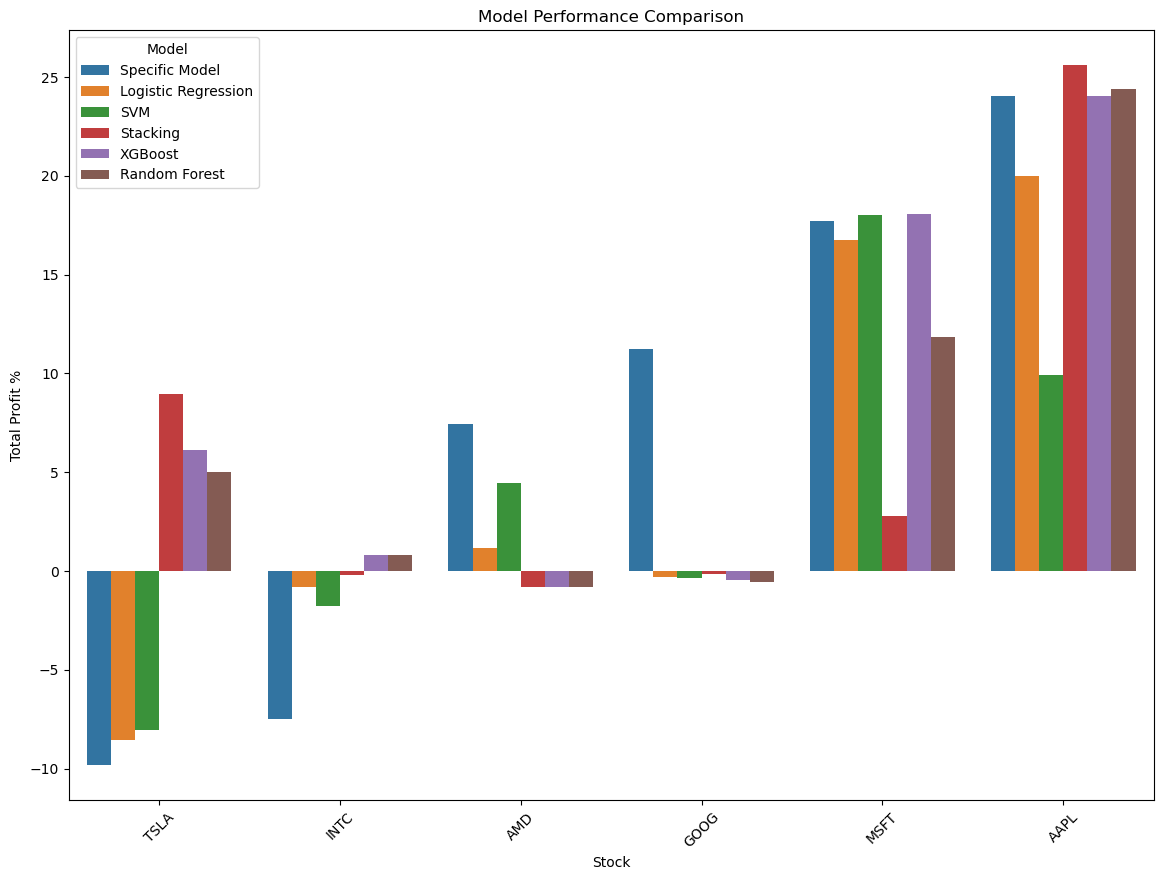 Model Performance Comparison
Model
Specific Model
Logistic Regression
SVM
Stacking
XGBoost
Random Forest
Total Profit %
25
20
15
10
5
0
−5
−10
TSLA
INTC
AMD
GOOG
MSFT
AAPL
Stock